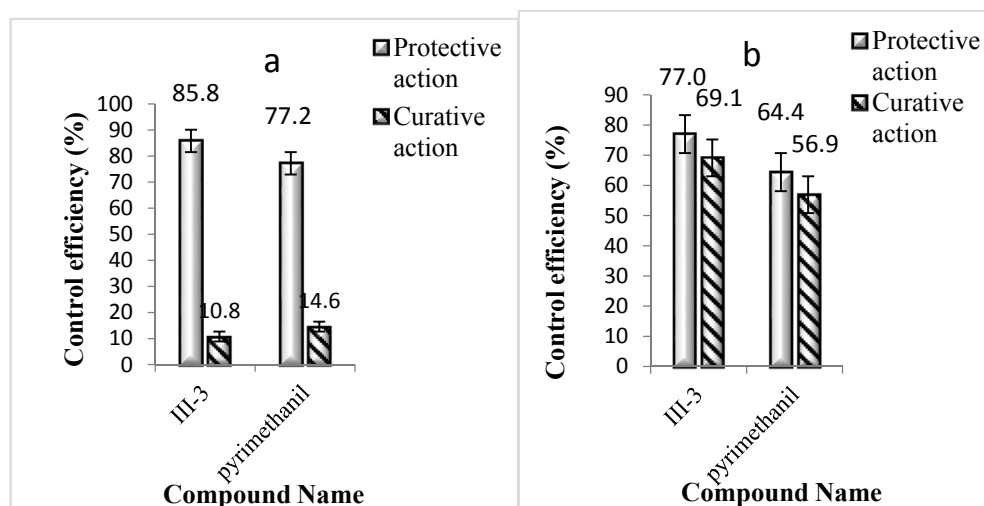 a
Protective
action
Curative
action
85.8
77.2
10.8
14.6
Control efficiency (%)
100
90
80
70
60
50
40
30
20
10
0
III-3
pyrimethanil
Compound Name
b
Protective
action
Curative
action
77.0
69.1
64.4
56.9
Control efficiency (%)
90
80
70
60
50
40
30
20
10
0
III-3
pyrimethanil
Compound Name